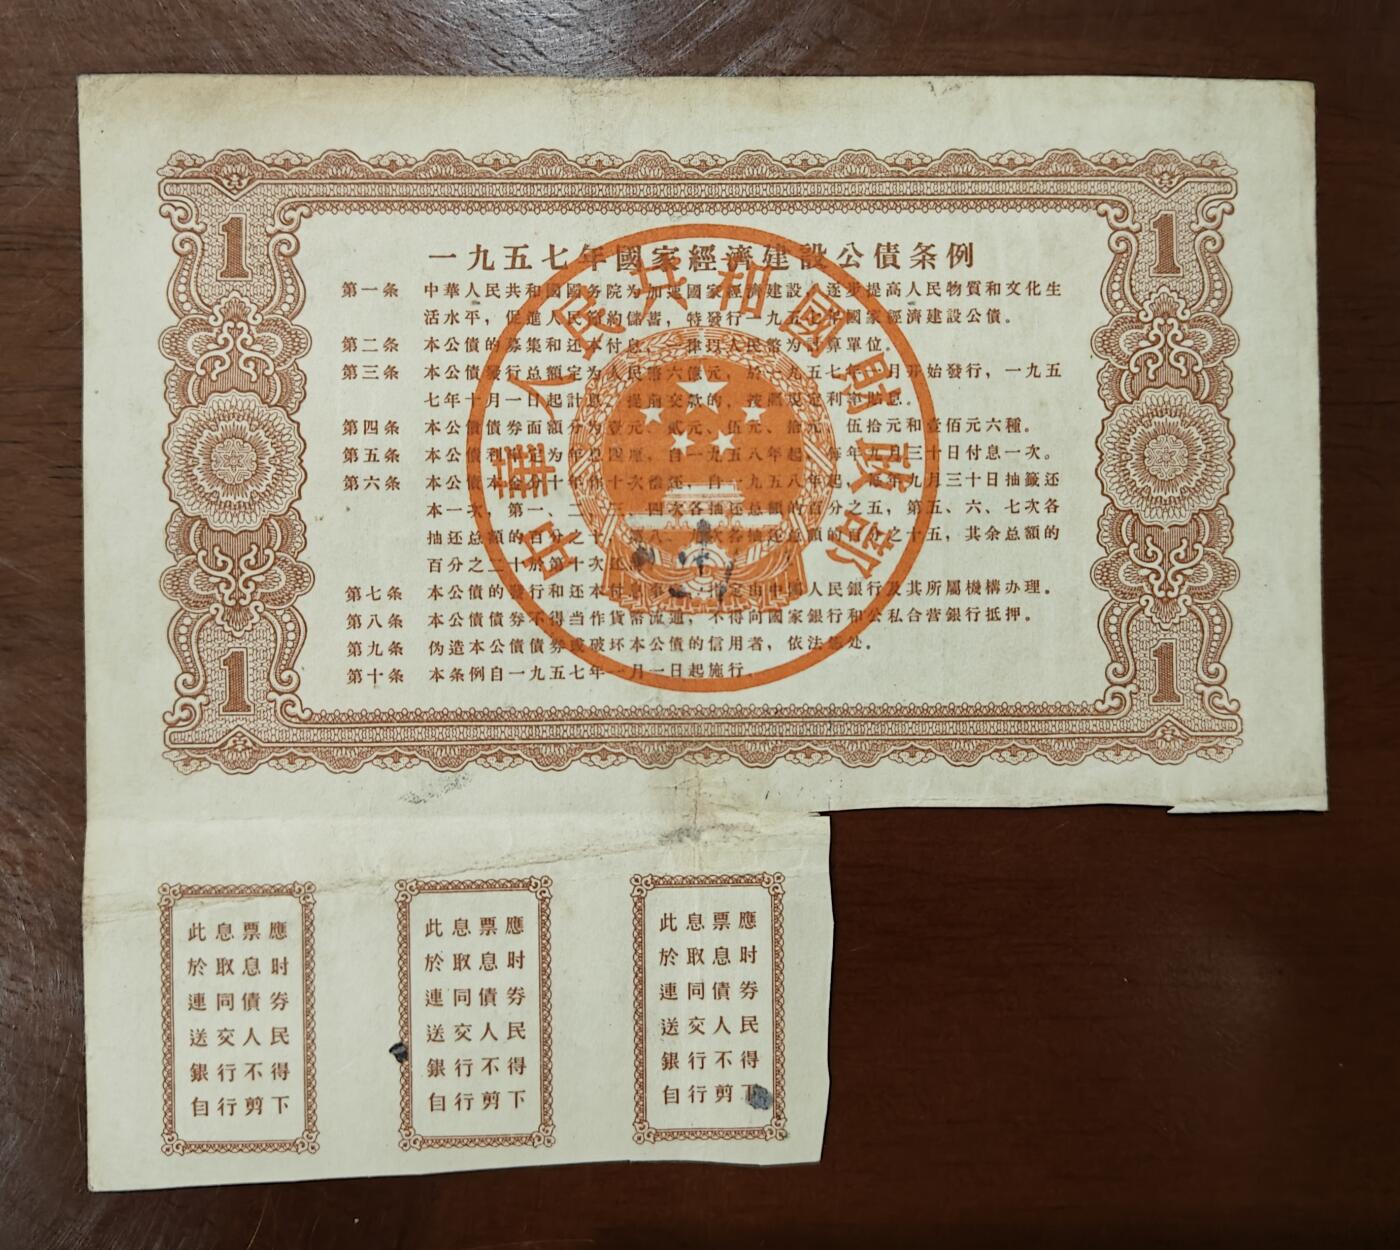 1
1
一九五七年國家經濟建設公債条例
第一条 中華人民共和國國务院为加速國家經濟建設，逐步提高人民物質和文化生
活水平，促進人民節約儲蓄，特發行一九五七年國家經濟建設公債。
第二条 本公債的募集和还本付息，一律以人民幣为計算單位。
第三条 本公債發行总額定为人民幣六億元，於一九五七年一月开始發行，一九五
七年十月一日起計息，提前交款的，按照規定利率貼息。
第四条 本公債債券面額分为壹元、貳元、伍元、拾元、伍拾元和壹佰元六種。
第五条 本公債利率定为年息四厘，自一九五八年起，每年九月三十日付息一次。
第六条 本公債本金分十年作十次償还，自一九五八年起，每年九月三十日抽籤还
本一次，第一、二、三、四次各抽还总額的百分之五，第五、六、七次各
抽还总額的百分之十，第八、九次各抽还总額的百分之十五，其余总額的
百分之二十於第十次还清。
第七条 本公債的發行和还本付息事宜，指定由中國人民銀行及其所屬機構办理。
第八条 本公債債券不得当作貨幣流通，不得向國家銀行和公私合营銀行抵押。
第九条 伪造本公債債券或破坏本公債的信用者，依法惩处。
第十条 本条例自一九五七年一月一日起施行。
中華人民共和國財政部
1
1
此息票應
於取息时
連同債券
送交人民
銀行不得
自行剪下
此息票應
於取息时
連同債券
送交人民
銀行不得
自行剪下
此息票應
於取息时
連同債券
送交人民
銀行不得
自行剪下